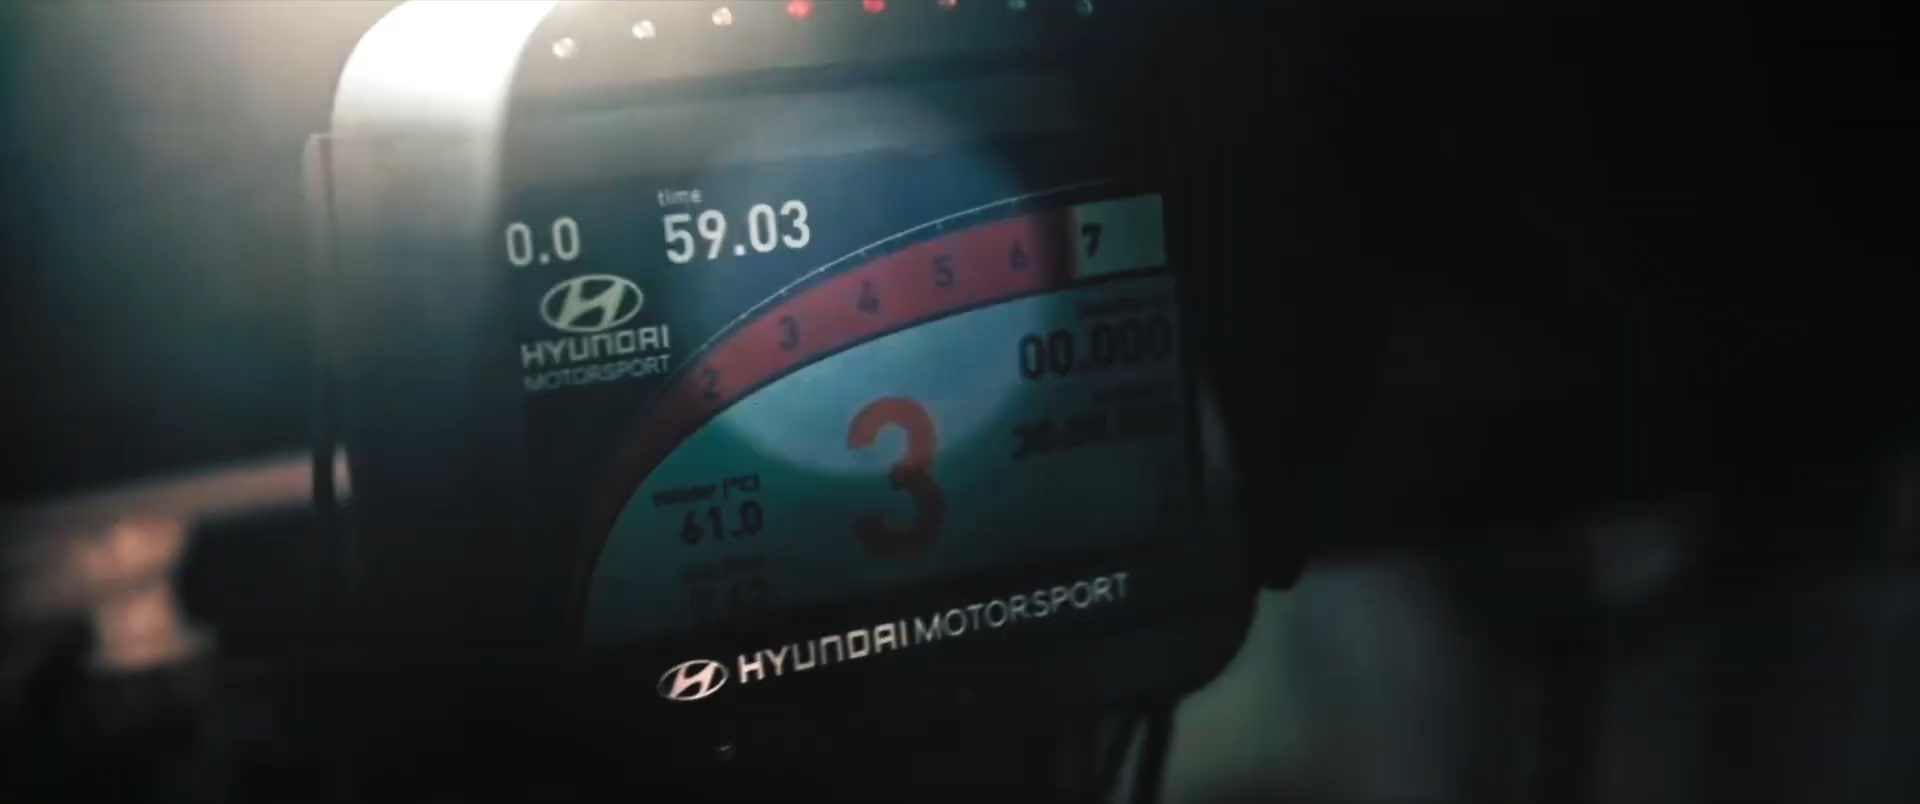 time
0.0 59.03
HYUNDAI
MOTORSPORT
2 3 4 5 6 7
00.000
3
61.0
HYUNDAI MOTORSPORT